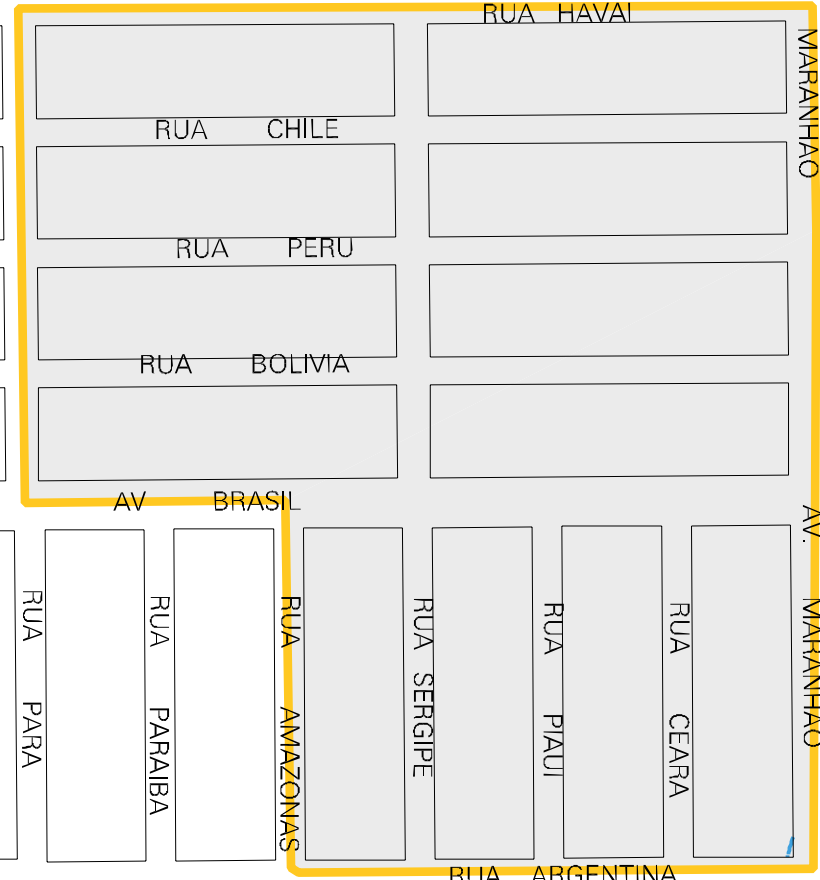 RUA HAVAI
MARANHAO
RUA CHILE
RUA PERU
RUA BOLIVIA
AV BRASIL
AV. MARANHAO
RUA PARA
RUA PARAIBA
RUA AMAZONAS
RUA SERGIPE
RUA PIAUI
RUA CEARA
RUA ARGENTINA